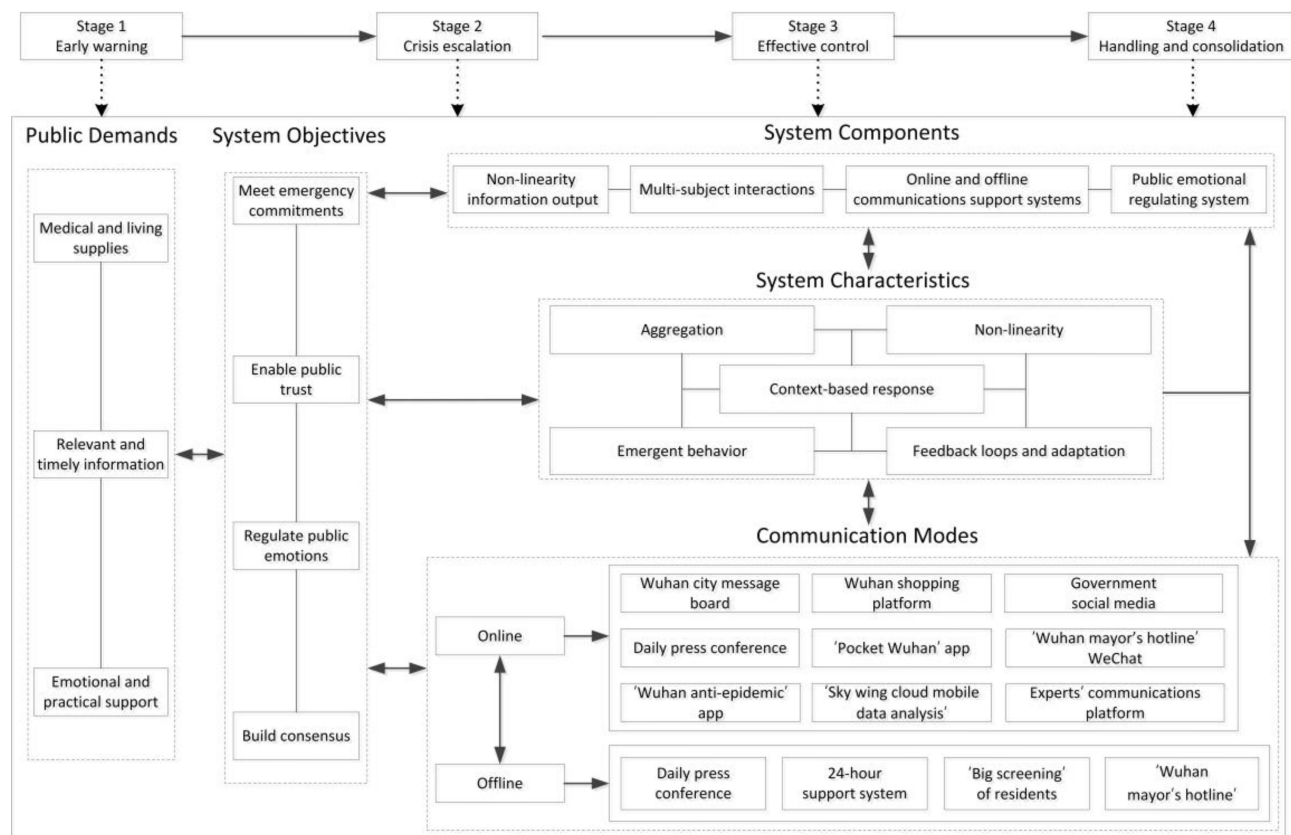 Stage 1
Early warning
Stage 2
Crisis escalation
Stage 3
Effective control
Stage 4
Handling and consolidation
Public Demands
System Objectives
System Components
Medical and living
supplies
Relevant and
timely information
Emotional and
practical support
Meet emergency
commitments
Enable public
trust
Regulate public
emotions
Build consensus
Non-linearity
information output
Multi-subject interactions
Online and offline
communications support systems
Public emotional
regulating system
System Characteristics
Aggregation
Non-linearity
Context-based response
Emergent behavior
Feedback loops and adaptation
Communication Modes
Online
Wuhan city message
board
Wuhan shopping
platform
Government
social media
Daily press conference
'Pocket Wuhan' app
'Wuhan mayor's hotline'
WeChat
'Wuhan anti-epidemic'
app
'Sky wing cloud mobile
data analysis'
Experts' communications
platform
Offline
Daily press
conference
24-hour
support system
'Big screening'
of residents
'Wuhan
mayor's hotline'